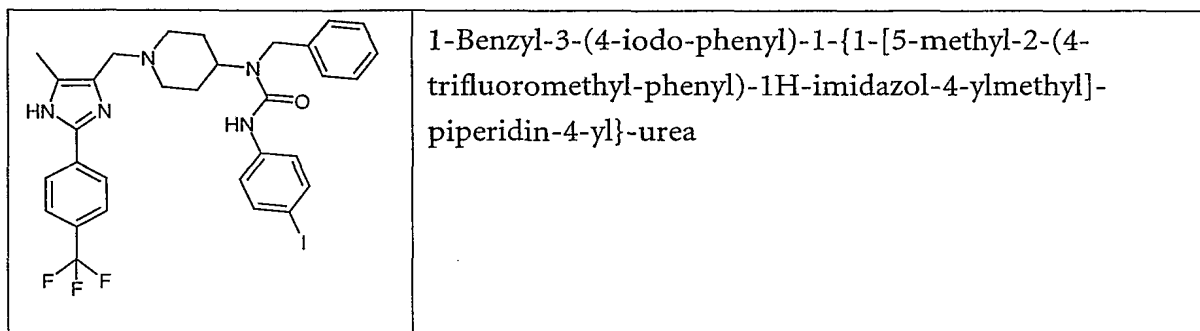 1-Benzyl-3-(4-iodo-phenyl)-1-{1-[5-methyl-2-(4-
trifluoromethyl-phenyl)-1H-imidazol-4-ylmethyl]-
piperidin-4-yl}-urea
N
N
HN
N
O
HN
I
F
F
F